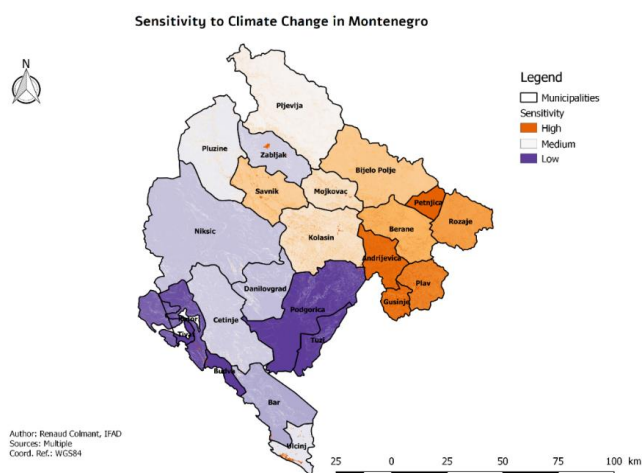 Sensitivity to Climate Change in Montenegro
N
Legend
Municipalities
Sensitivity
High
Medium
Low
Pljevlja
Pluzine
Zabljak
Bijelo Polje
Savnik
Mojkovac
Petnjica
Rozaje
Niksic
Kolasin
Berane
Andrijevica
Plav
Gusinje
Danilovgrad
Podgorica
Cetinje
Tuzi
Kotor
Tivat
Budva
Bar
Ulcinj
Author: Renaud Colmant, IFAD
Sources: Multiple
Coord. Ref.: WGS84
25 0 25 50 75 100 km